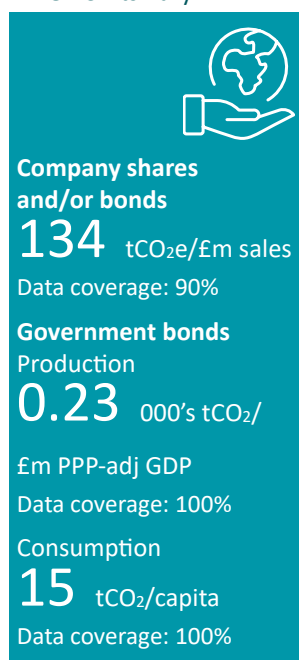 Company shares
and/or bonds
134 tCO₂e/£m sales
Data coverage: 90%
Government bonds
Production
0.23 000's tCO₂/
£m PPP-adj GDP
Data coverage: 100%
Consumption
15 tCO₂/capita
Data coverage: 100%